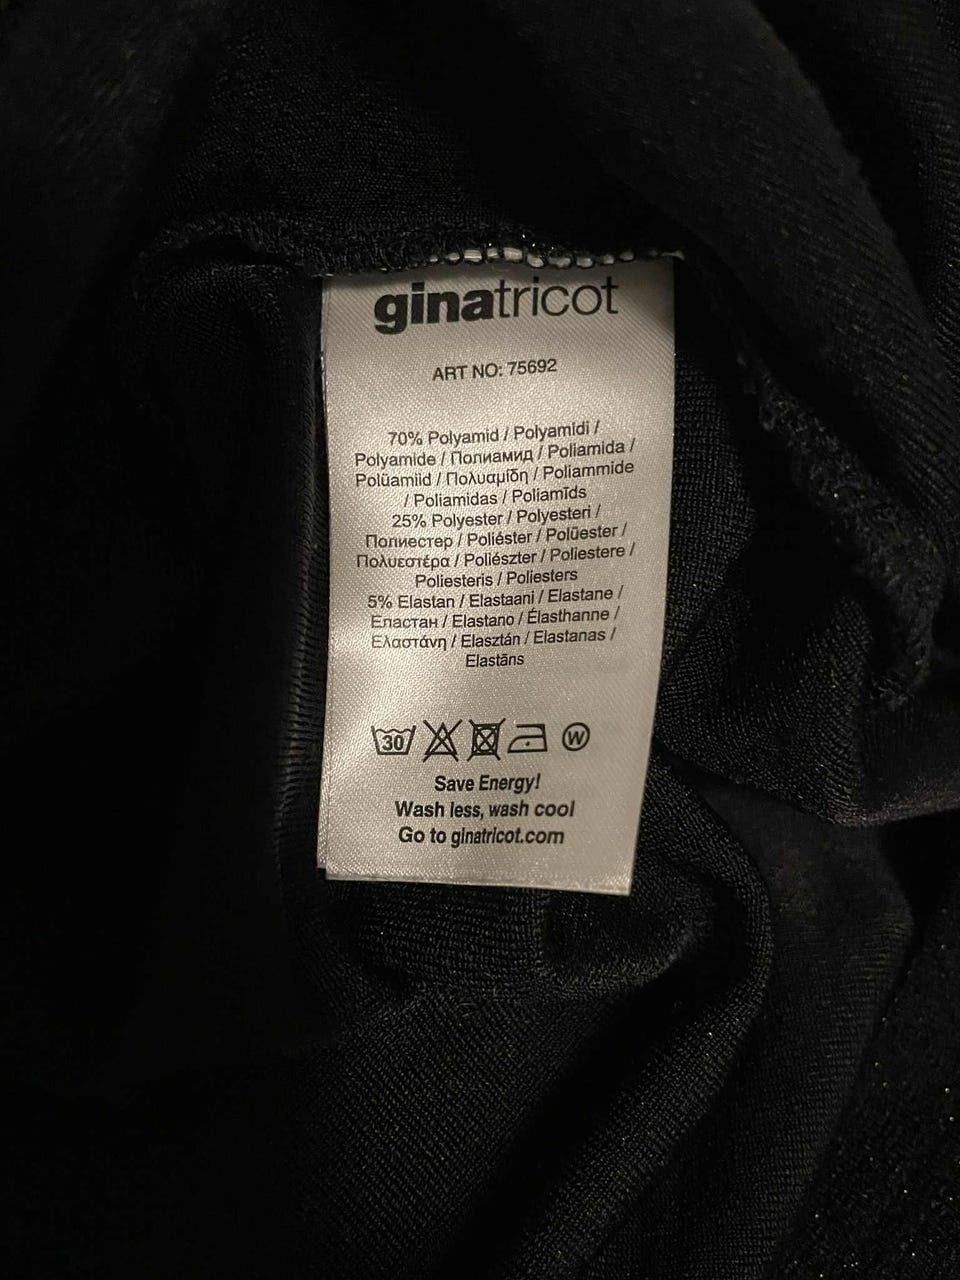 ginatricot
ART NO: 75692
70% Polyamid / Polyamidi /
Polyamide / Полиамид / Poliamida /
Polüamiid / Πολυαμίδη / Poliammide
/ Poliamidas / Poliamīds
25% Polyester / Polyesteri /
Полиестер / Poliéster / Polüester /
Πολυεστέρα / Poliészter / Poliestere /
Poliesteris / Poliesters
5% Elastan / Elastaani / Elastane /
Еластан / Elastano / Élasthanne /
Ελαστάνη / Elasztán / Elastanas /
Elastāns
30 W
Save Energy!
Wash less, wash cool
Go to ginatricot.com